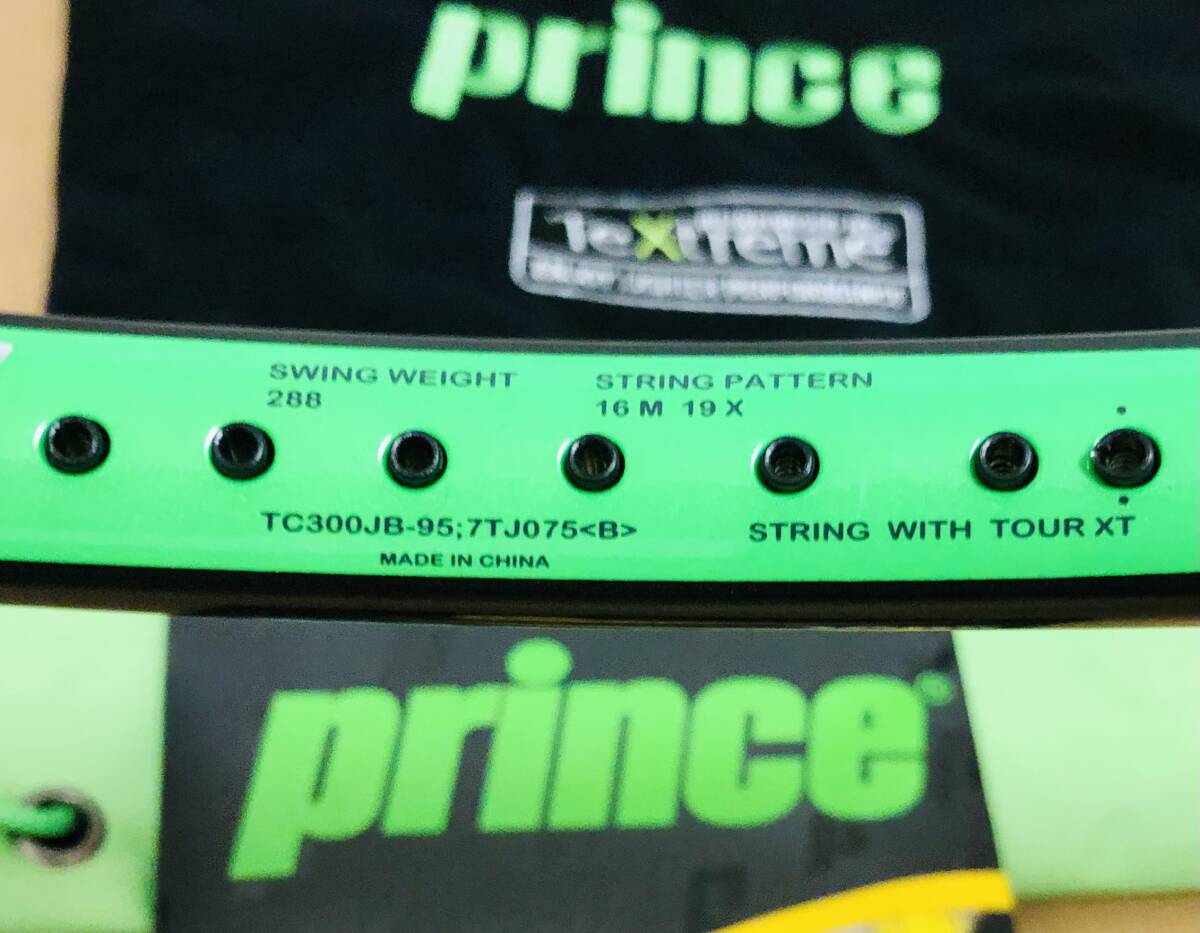 prince
TeXtreme
SWING WEIGHT
288
STRING PATTERN
16 M 19 X
TC300JB-95;7TJ075<B>
MADE IN CHINA
STRING WITH TOUR XT
prince